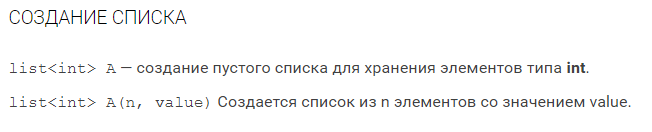 СОЗДАНИЕ СПИСКА
list<int> A — создание пустого списка для хранения элементов типа int.
list<int> A(n, value) Создается список из n элементов со значением value.